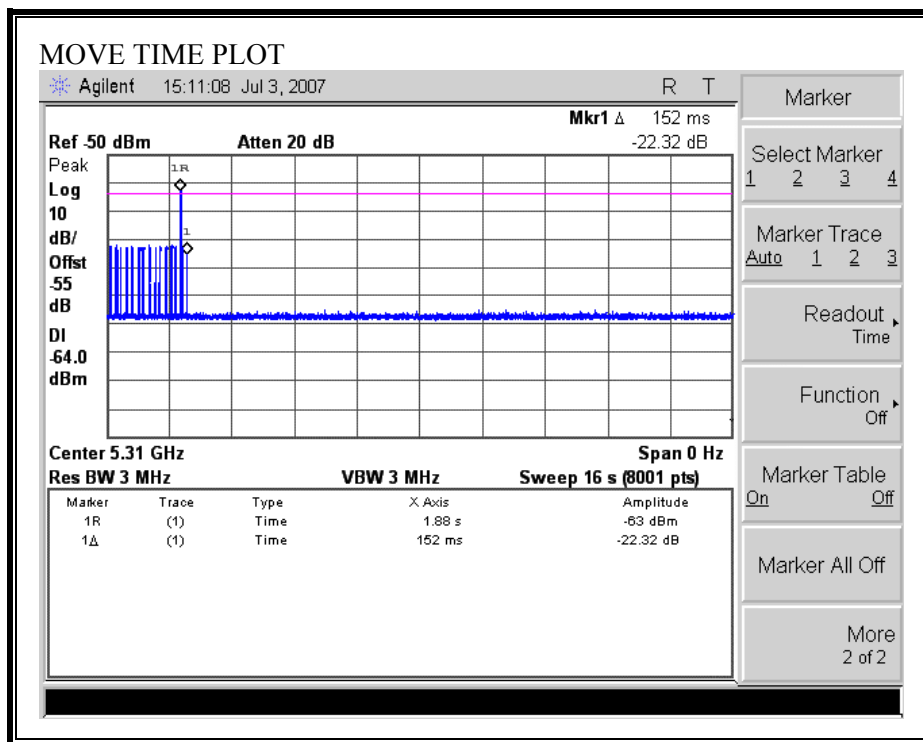 MOVE TIME PLOT
Agilent 15:11:08 Jul 3, 2007 R T
Mkr1 Δ 152 ms
Ref -50 dBm Atten 20 dB -22.32 dB
Peak
Log
10
dB/
Offst
-55
dB
DI
-64.0
dBm
1R
1
Center 5.31 GHz Span 0 Hz
Res BW 3 MHz VBW 3 MHz Sweep 16 s (8001 pts)
Marker Trace Type X Axis Amplitude
1R (1) Time 1.88 s -63 dBm
1Δ (1) Time 152 ms -22.32 dB
Marker
Select Marker
1 2 3 4
Marker Trace
Auto 1 2 3
Readout
Time
Function
Off
Marker Table
On Off
Marker All Off
More
2 of 2